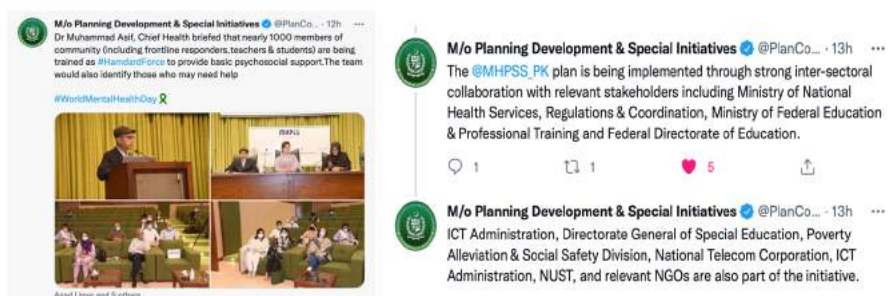 M/o Planning Development & Special Initiatives @PlanCo... · 12h
Dr Muhammad Asif, Chief Health briefed that nearly 1000 members of
community (including frontline responders,teachers & students) are being
trained as #HamdardForce to provide basic psychosocial support.The team
would also identify those who may need help
#WorldMentalHealthDay
MHPSS
M/o Planning Development & Special Initiatives @PlanCo... · 13h
The @MHPSS_PK plan is being implemented through strong inter-sectoral
collaboration with relevant stakeholders including Ministry of National
Health Services, Regulations & Coordination, Ministry of Federal Education
& Professional Training and Federal Directorate of Education.
1 1 5
M/o Planning Development & Special Initiatives @PlanCo... · 13h
ICT Administration, Directorate General of Special Education, Poverty
Alleviation & Social Safety Division, National Telecom Corporation, ICT
Administration, NUST, and relevant NGOs are also part of the initiative.